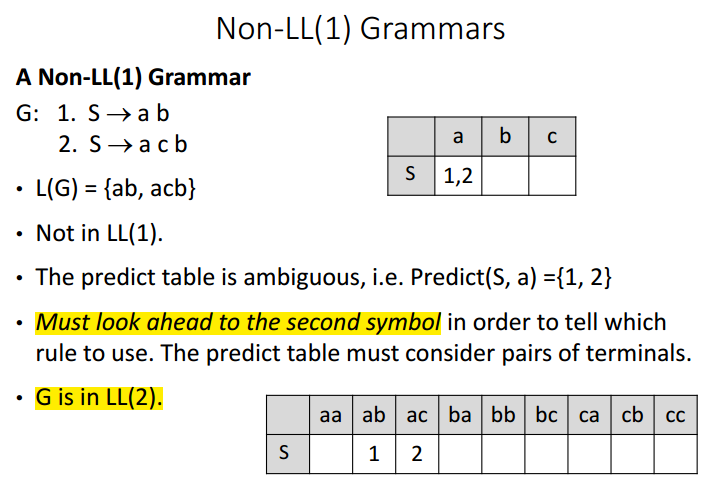 Non-LL(1) Grammars
A Non-LL(1) Grammar
G: 1. S → a b
2. S → a c b
a b c
S 1,2
• L(G) = {ab, acb}
• Not in LL(1).
• The predict table is ambiguous, i.e. Predict(S, a) ={1, 2}
• Must look ahead to the second symbol in order to tell which
rule to use. The predict table must consider pairs of terminals.
• G is in LL(2).
aa ab ac ba bb bc ca cb cc
S 1 2